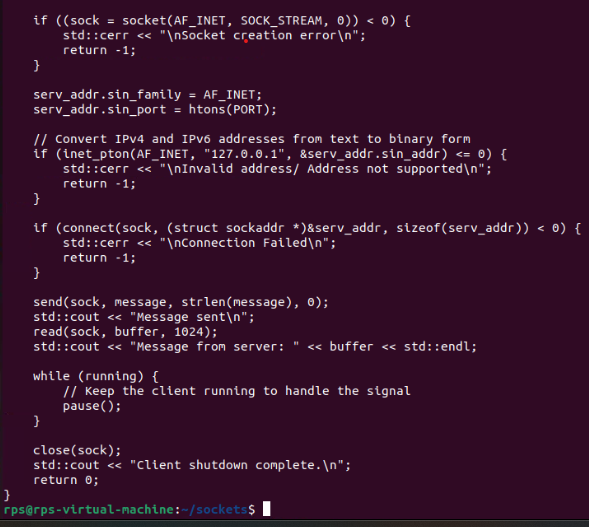 if ((sock = socket(AF_INET, SOCK_STREAM, 0)) < 0) {
std::cerr << "\nSocket creation error\n";
return -1;
}
serv_addr.sin_family = AF_INET;
serv_addr.sin_port = htons(PORT);
// Convert IPv4 and IPv6 addresses from text to binary form
if (inet_pton(AF_INET, "127.0.0.1", &serv_addr.sin_addr) <= 0) {
std::cerr << "\nInvalid address/ Address not supported\n";
return -1;
}
if (connect(sock, (struct sockaddr *)&serv_addr, sizeof(serv_addr)) < 0) {
std::cerr << "\nConnection Failed\n";
return -1;
}
send(sock, message, strlen(message), 0);
std::cout << "Message sent\n";
read(sock, buffer, 1024);
std::cout << "Message from server: " << buffer << std::endl;
while (running) {
// Keep the client running to handle the signal
pause();
}
close(sock);
std::cout << "Client shutdown complete.\n";
return 0;
}
rps@rps-virtual-machine:~/sockets$